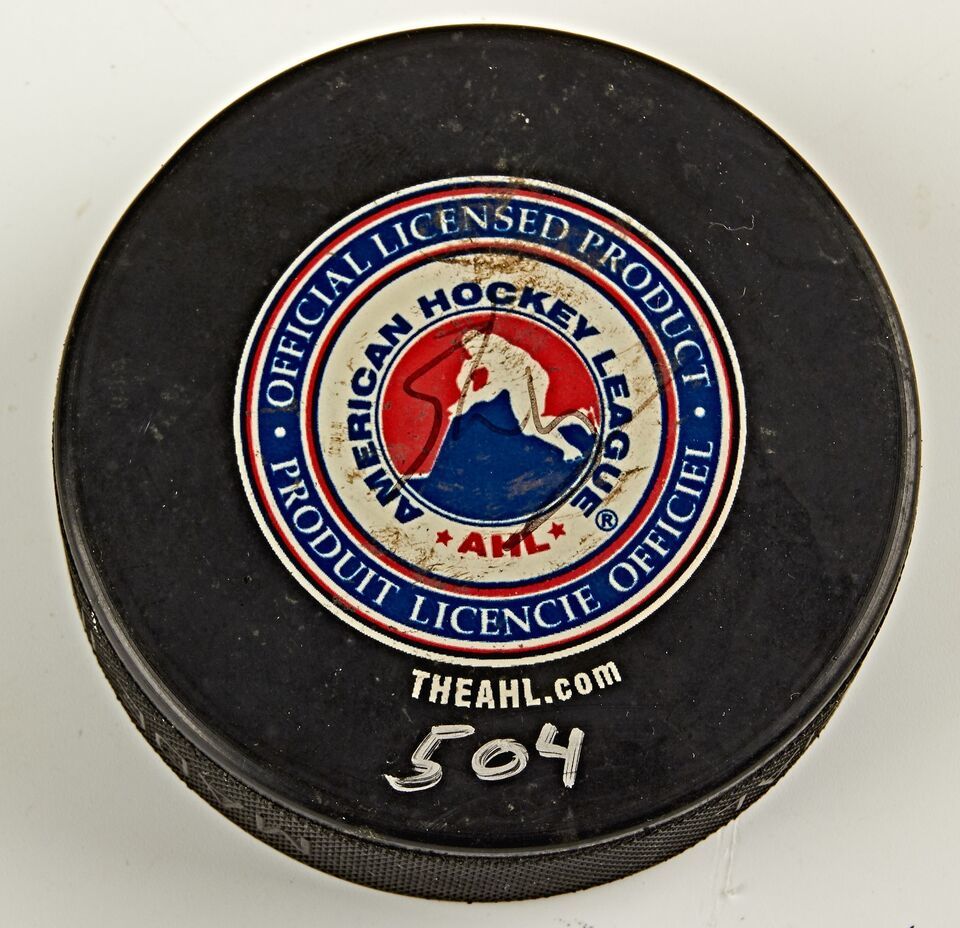 OFFICIAL LICENSED PRODUCT
• PRODUIT LICENCIE OFFICIEL •
AMERICAN HOCKEY LEAGUE ®
★ AHL ★
THEAHL.com
504